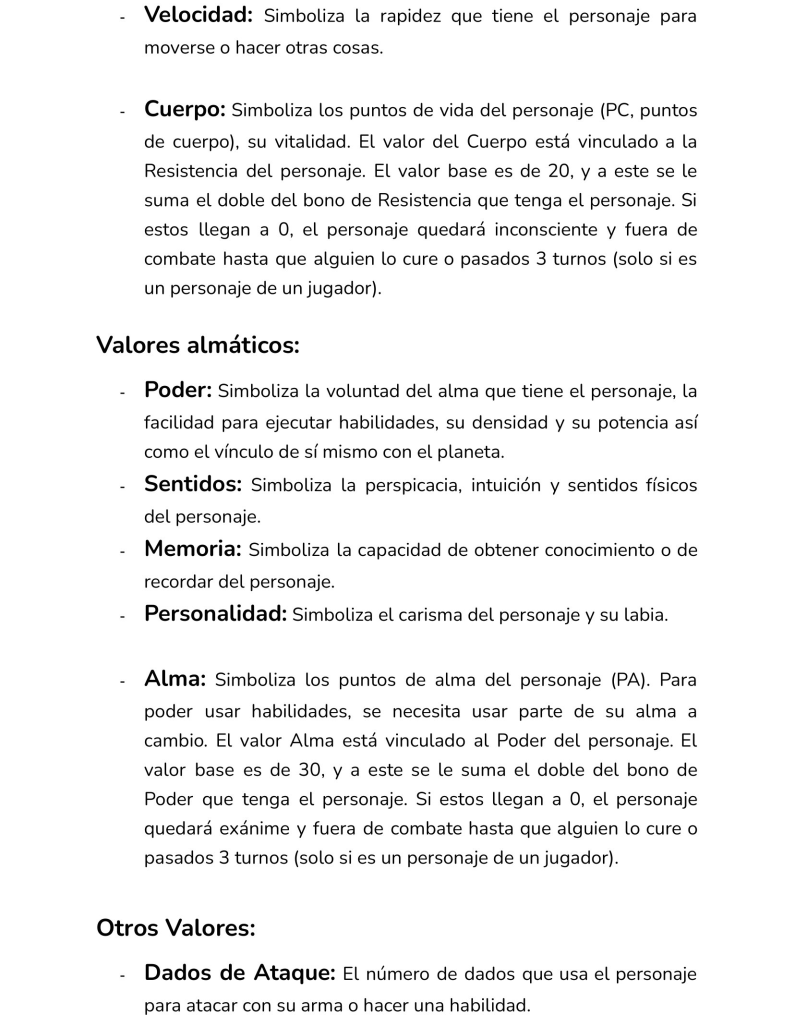 - Velocidad: Simboliza la rapidez que tiene el personaje para
moverse o hacer otras cosas.
- Cuerpo: Simboliza los puntos de vida del personaje (PC, puntos
de cuerpo), su vitalidad. El valor del Cuerpo está vinculado a la
Resistencia del personaje. El valor base es de 20, y a este se le
suma el doble del bono de Resistencia que tenga el personaje. Si
estos llegan a 0, el personaje quedará inconsciente y fuera de
combate hasta que alguien lo cure o pasados 3 turnos (solo si es
un personaje de un jugador).
Valores almáticos:
- Poder: Simboliza la voluntad del alma que tiene el personaje, la
facilidad para ejecutar habilidades, su densidad y su potencia así
como el vínculo de sí mismo con el planeta.
- Sentidos: Simboliza la perspicacia, intuición y sentidos físicos
del personaje.
- Memoria: Simboliza la capacidad de obtener conocimiento o de
recordar del personaje.
- Personalidad: Simboliza el carisma del personaje y su labia.
- Alma: Simboliza los puntos de alma del personaje (PA). Para
poder usar habilidades, se necesita usar parte de su alma a
cambio. El valor Alma está vinculado al Poder del personaje. El
valor base es de 30, y a este se le suma el doble del bono de
Poder que tenga el personaje. Si estos llegan a 0, el personaje
quedará exánime y fuera de combate hasta que alguien lo cure o
pasados 3 turnos (solo si es un personaje de un jugador).
Otros Valores:
- Dados de Ataque: El número de dados que usa el personaje
para atacar con su arma o hacer una habilidad.